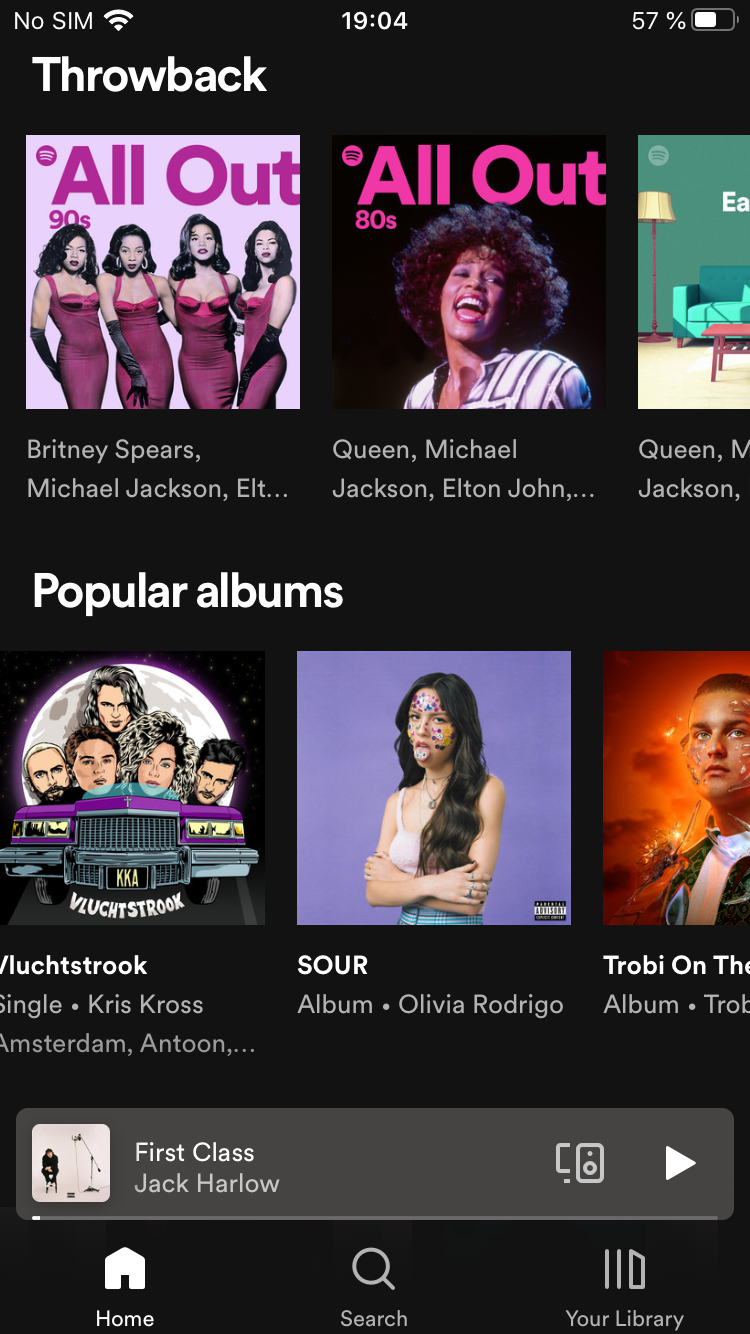 No SIM 19:04 57 %
Throwback
All Out
90s
All Out
80s
Ea
Britney Spears,
Michael Jackson, Elt...
Queen, Michael
Jackson, Elton John,...
Queen, M
Jackson,
Popular albums
KKA
VLUCHTSTROOK
PARENTAL
ADVISORY
EXPLICIT CONTENT
Vluchtstrook
Single • Kris Kross
Amsterdam, Antoon,...
SOUR
Album • Olivia Rodrigo
Trobi On The
Album • Trob
First Class
Jack Harlow
Home
Search
Your Library